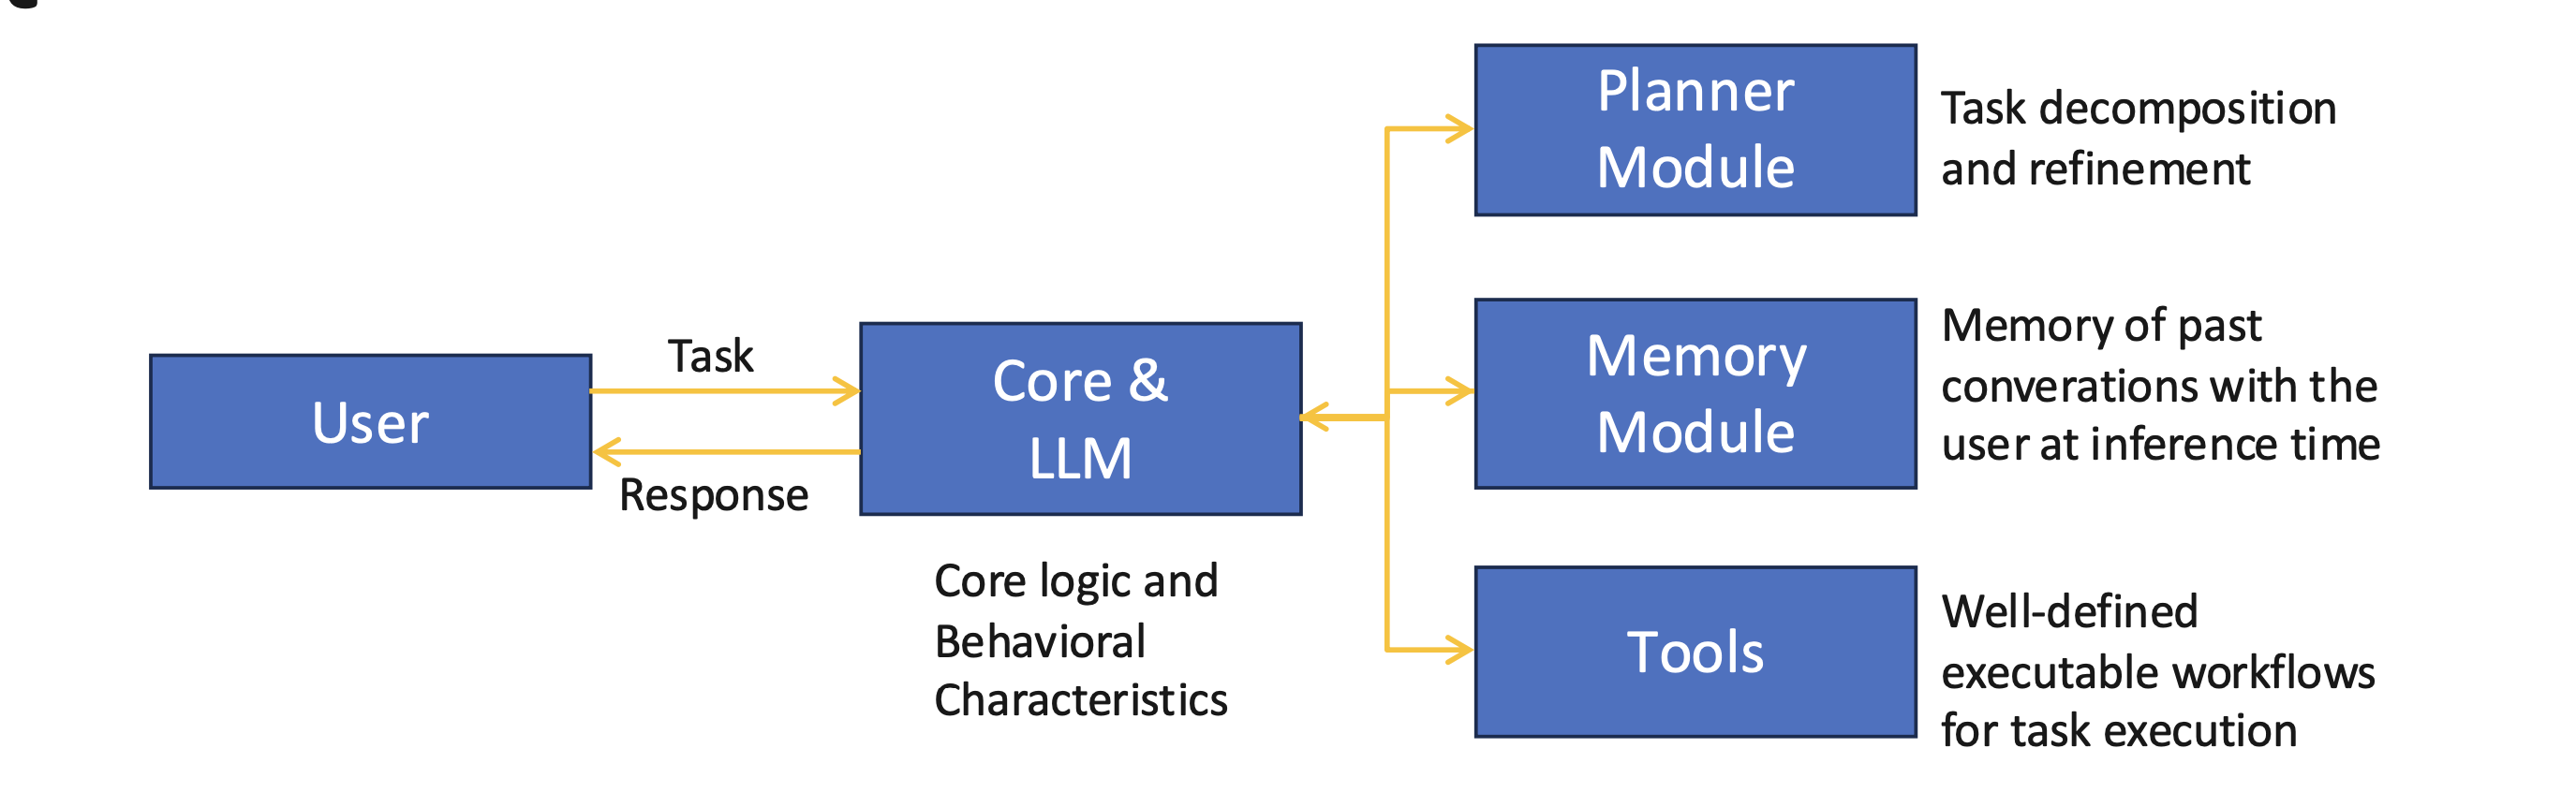 Planner
Module
Task decomposition
and refinement
User
Task
Response
Core &
LLM
Core logic and
Behavioral
Characteristics
Memory
Module
Memory of past
converations with the
user at inference time
Tools
Well-defined
executable workflows
for task execution